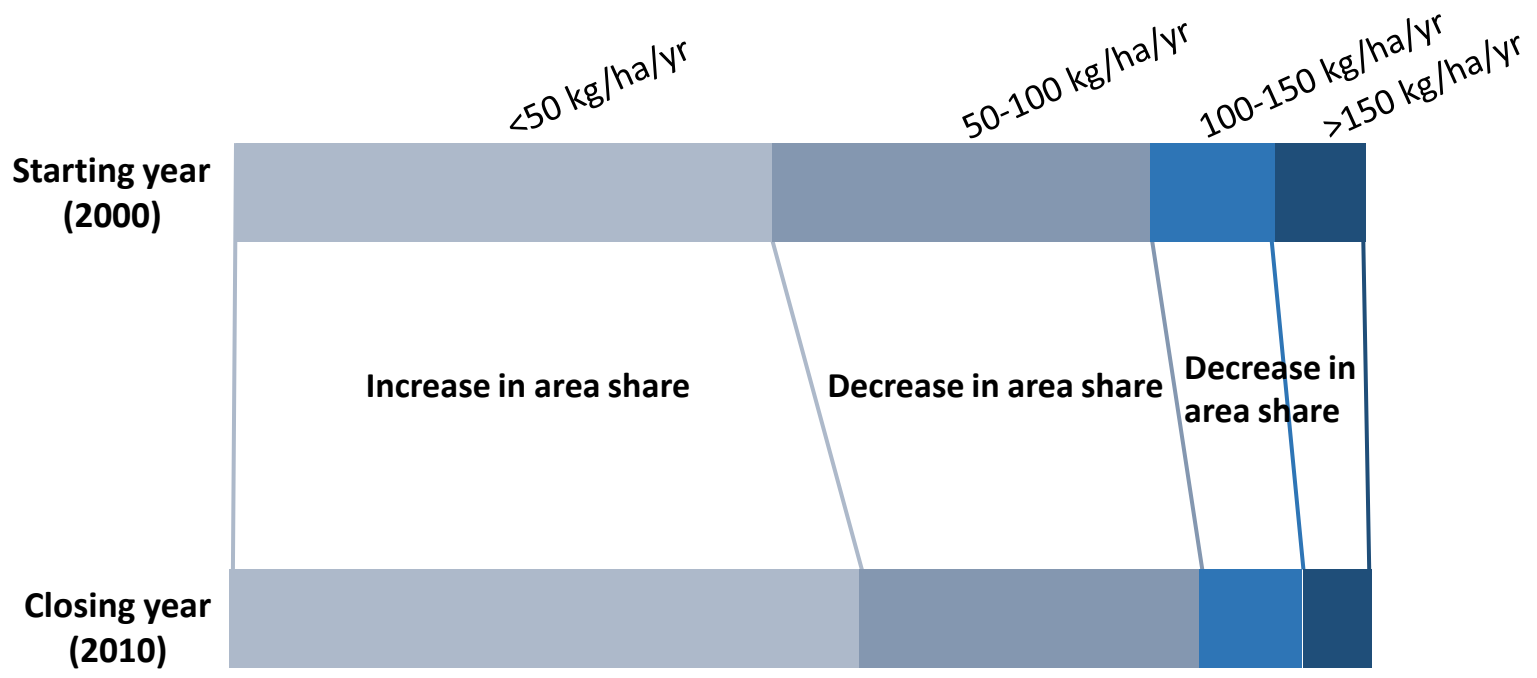 <50 kg/ha/yr
50-100 kg/ha/yr
100-150 kg/ha/yr
>150 kg/ha/yr
Starting year
(2000)
Increase in area share
Decrease in area share
Decrease in
area share
Closing year
(2010)